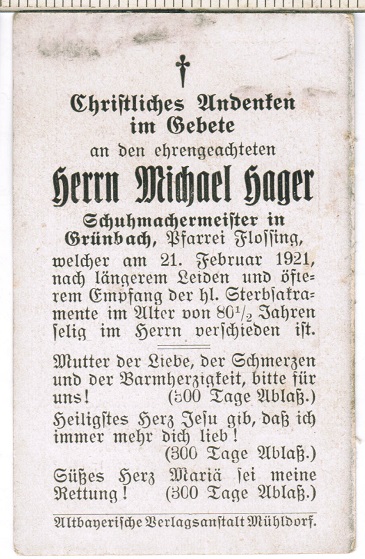 Christliches Andenken
im Gebete
an den ehrengeachteten
Herrn Michael Hager
Schuhmachermeister in
Grünbach, Pfarrei Flossing,
welcher am 21. Februar 1921,
nach längerem Leiden und öfte-
rem Empfang der hl. Sterbsakra-
mente im Alter von 80½ Jahren
selig im Herrn verschieden ist.
Mutter der Liebe, der Schmerzen
und der Barmherzigkeit, bitte für
uns! (500 Tage Ablaß.)
Heiligstes Herz Jesu gib, daß ich
immer mehr dich lieb!
(300 Tage Ablaß.)
Süßes Herz Mariä sei meine
Rettung! (300 Tage Ablaß.)
Altbayerische Verlagsanstalt Mühldorf.